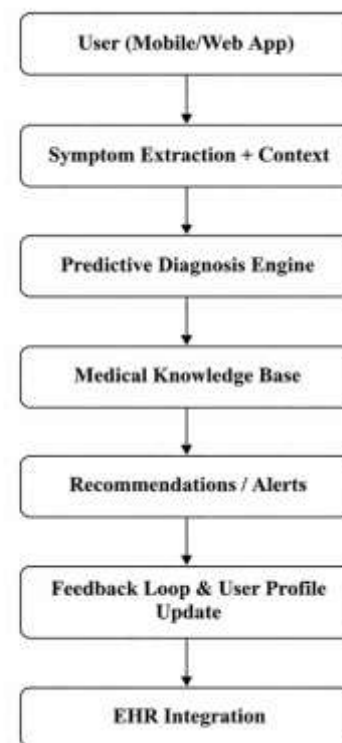 User (Mobile/Web App)
Symptom Extraction + Context
Predictive Diagnosis Engine
Medical Knowledge Base
Recommendations / Alerts
Feedback Loop & User Profile
Update
EHR Integration